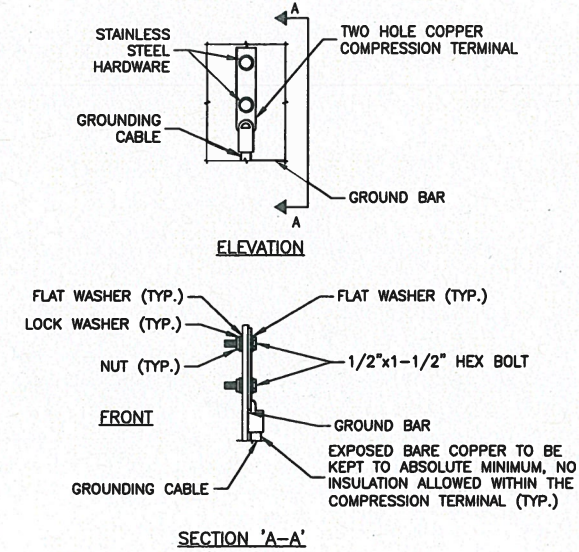 A
STAINLESS
STEEL
HARDWARE
TWO HOLE COPPER
COMPRESSION TERMINAL
GROUNDING
CABLE
GROUND BAR
A
ELEVATION
FLAT WASHER (TYP.)
FLAT WASHER (TYP.)
LOCK WASHER (TYP.)
NUT (TYP.)
1/2"x1-1/2" HEX BOLT
FRONT
GROUND BAR
EXPOSED BARE COPPER TO BE
KEPT TO ABSOLUTE MINIMUM, NO
INSULATION ALLOWED WITHIN THE
COMPRESSION TERMINAL (TYP.)
GROUNDING CABLE
SECTION 'A-A'